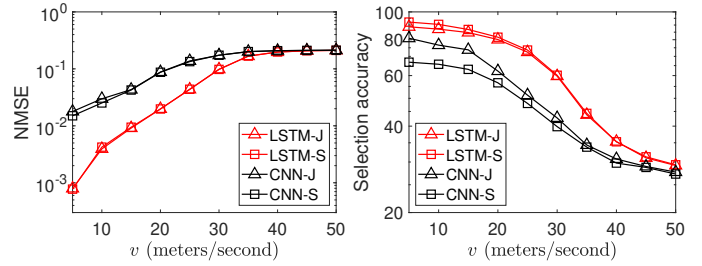 NMSE
10^0
10^-1
10^-2
10^-3
10 20 30 40 50
v (meters/second)
LSTM-J
LSTM-S
CNN-J
CNN-S
Selection accuracy
100
80
60
40
20
10 20 30 40 50
v (meters/second)
LSTM-J
LSTM-S
CNN-J
CNN-S